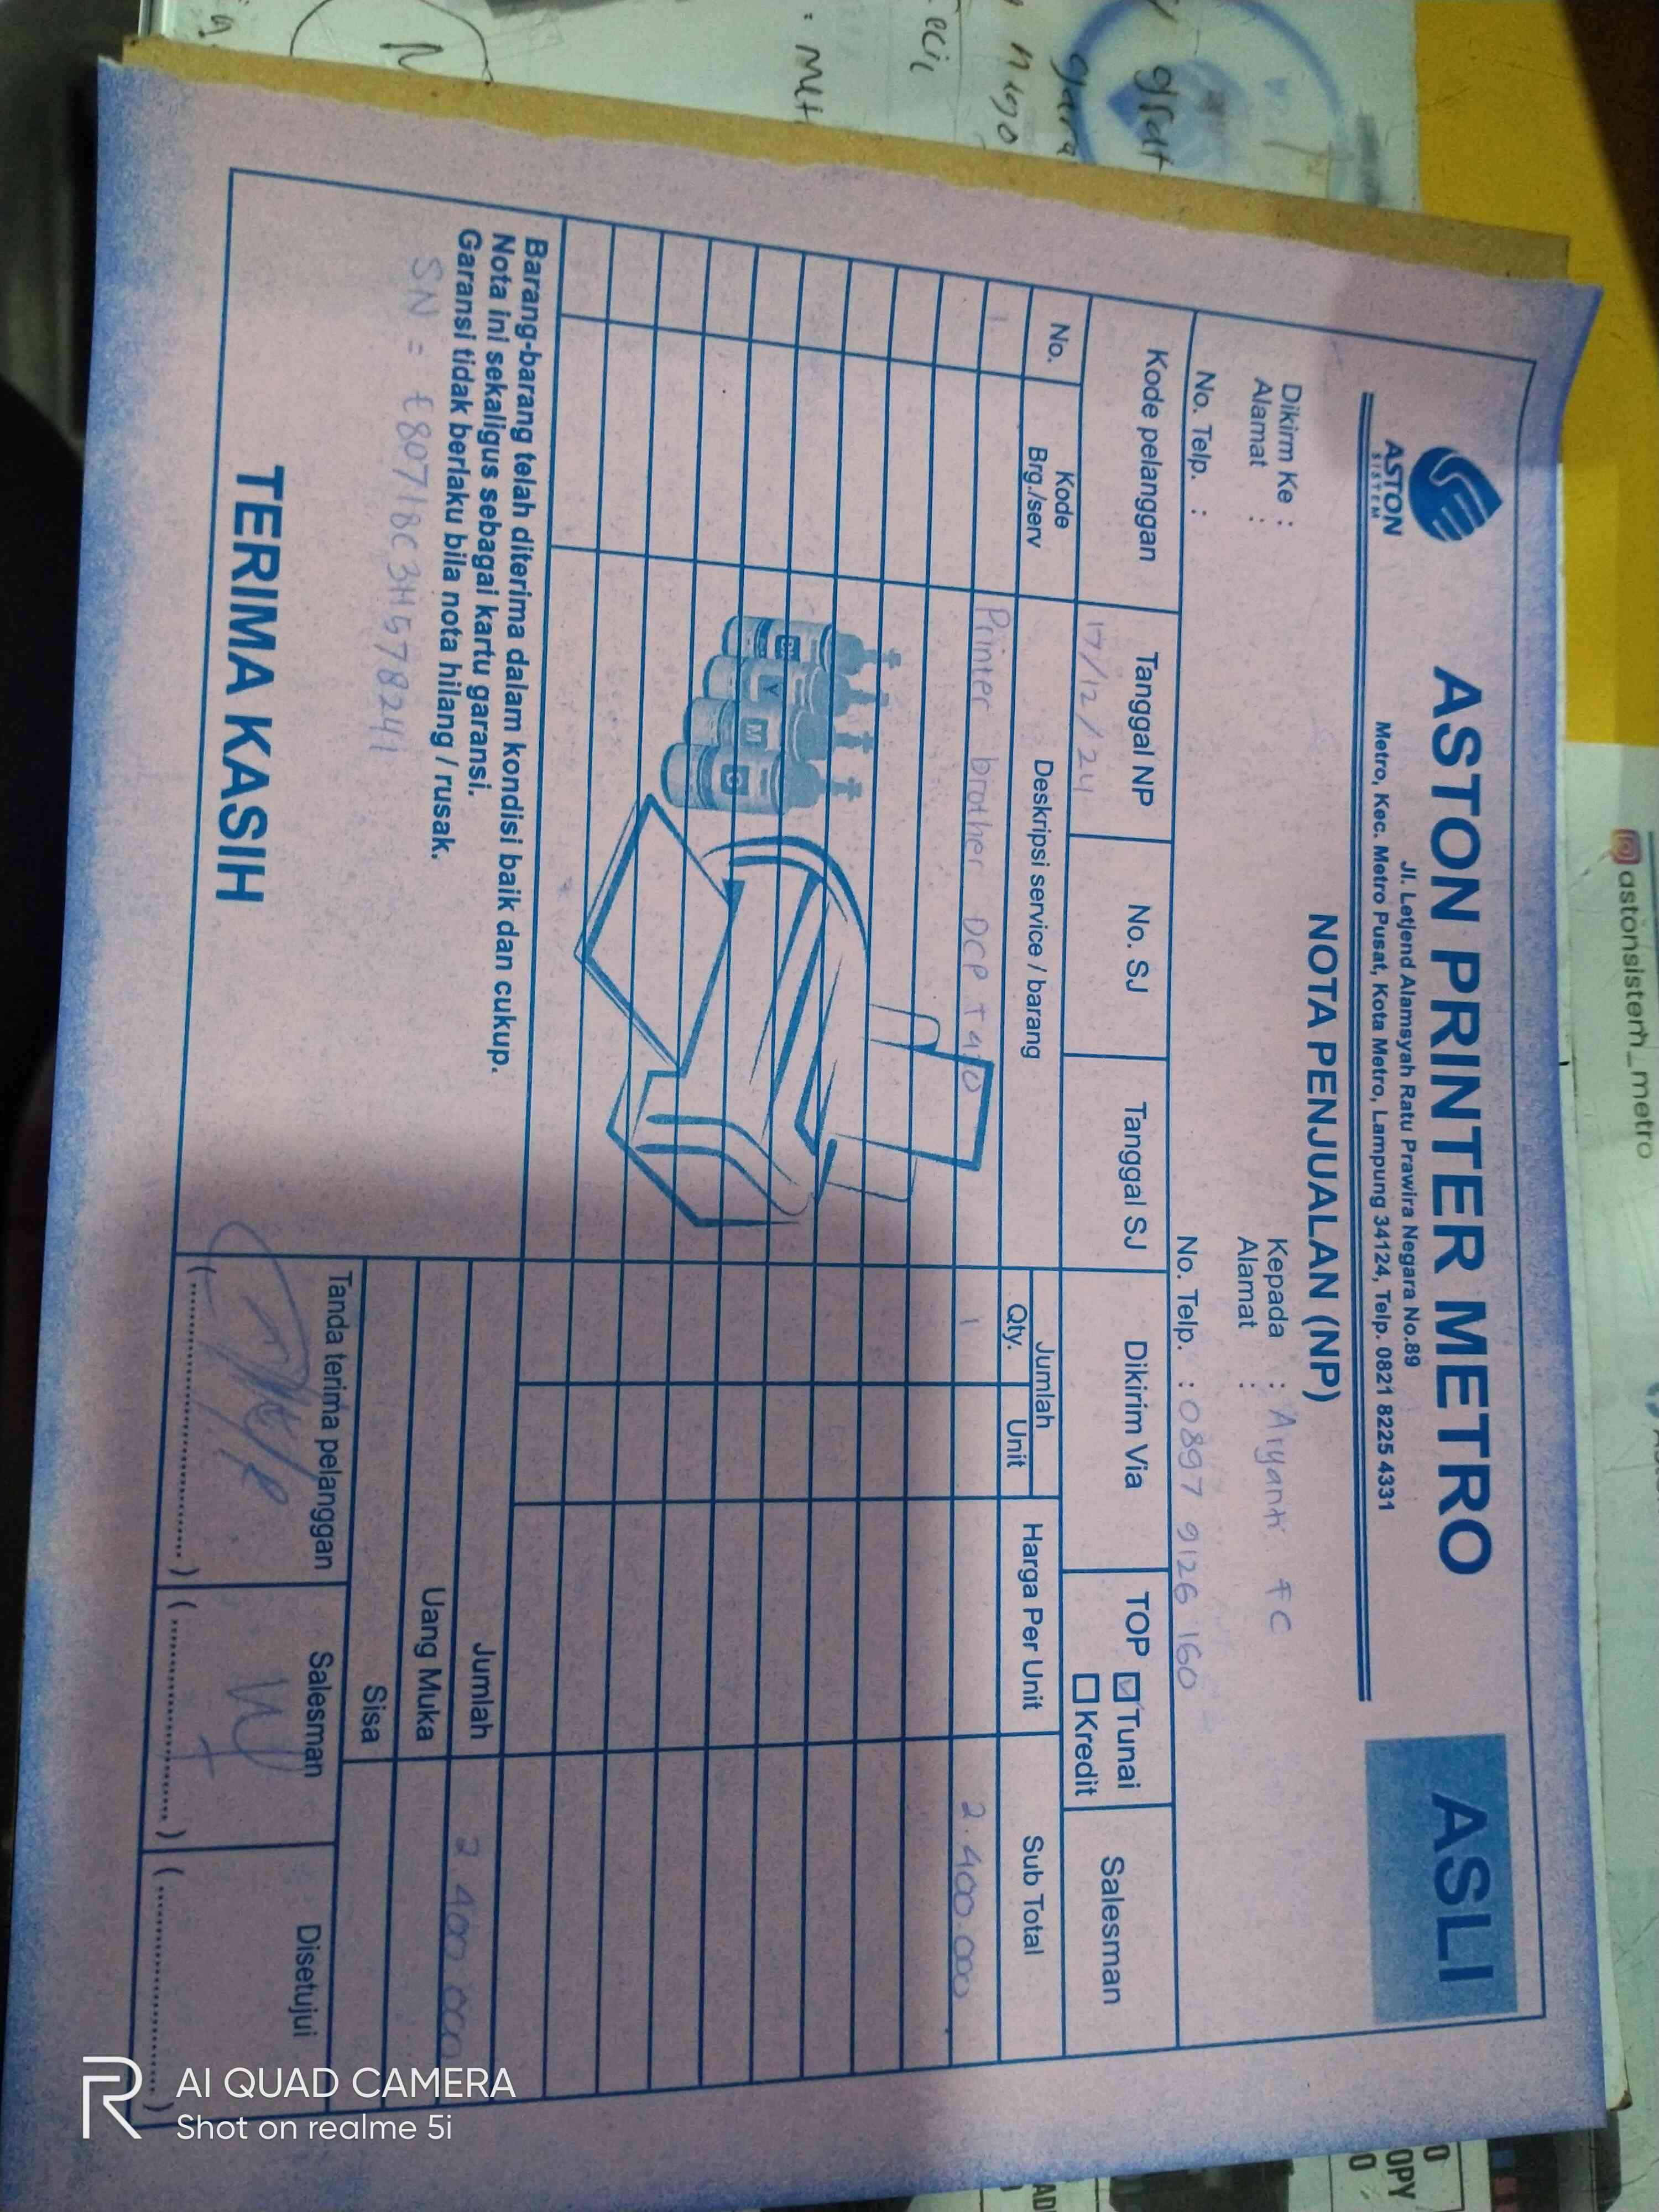 ASTON
SISTEM
ASTON PRINTER METRO
Jl. Letjend Alamsyah Ratu Prawira Negara No.89
Metro, Kec. Metro Pusat, Kota Metro, Lampung 34124, Telp. 0821 8225 4331
ASLI
NOTA PENJUALAN (NP)
Dikirm Ke :
Alamat :
No. Telp. :
Kepada : Aryanti FC
Alamat :
No. Telp. : 0897 9126 160
Kode pelanggan Tanggal NP No. SJ Tanggal SJ Dikirim Via TOP Tunai Salesman
Kredit
17/12/24
No. Kode Brg./serv Deskripsi service / barang Jumlah Qty. Unit Harga Per Unit Sub Total
1. Printer brother DCP T420 1 2.400.000
Y
M
C
Barang-barang telah diterima dalam kondisi baik dan cukup.
Nota ini sekaligus sebagai kartu garansi.
Garansi tidak berlaku bila nota hilang / rusak.
SN = E80718C3H578241
TERIMA KASIH
Jumlah 2.400.000
Uang Muka
Sisa
Tanda terima pelanggan Salesman Disetujui
(....................) (....................) (....................)
astonsistem_metro
OPY
AI QUAD CAMERA
Shot on realme 5i